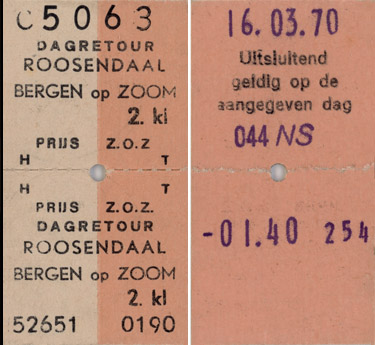 C5063
DAGRETOUR
ROOSENDAAL
BERGEN op ZOOM
2. kl
PRIJS Z.O.Z
H T
H T
PRIJS Z.O.Z.
DAGRETOUR
ROOSENDAAL
BERGEN op ZOOM
2. kl
52651 0190
16.03.70
Uitsluitend
geldig op de
aangegeven dag
044 NS
-01.40 254